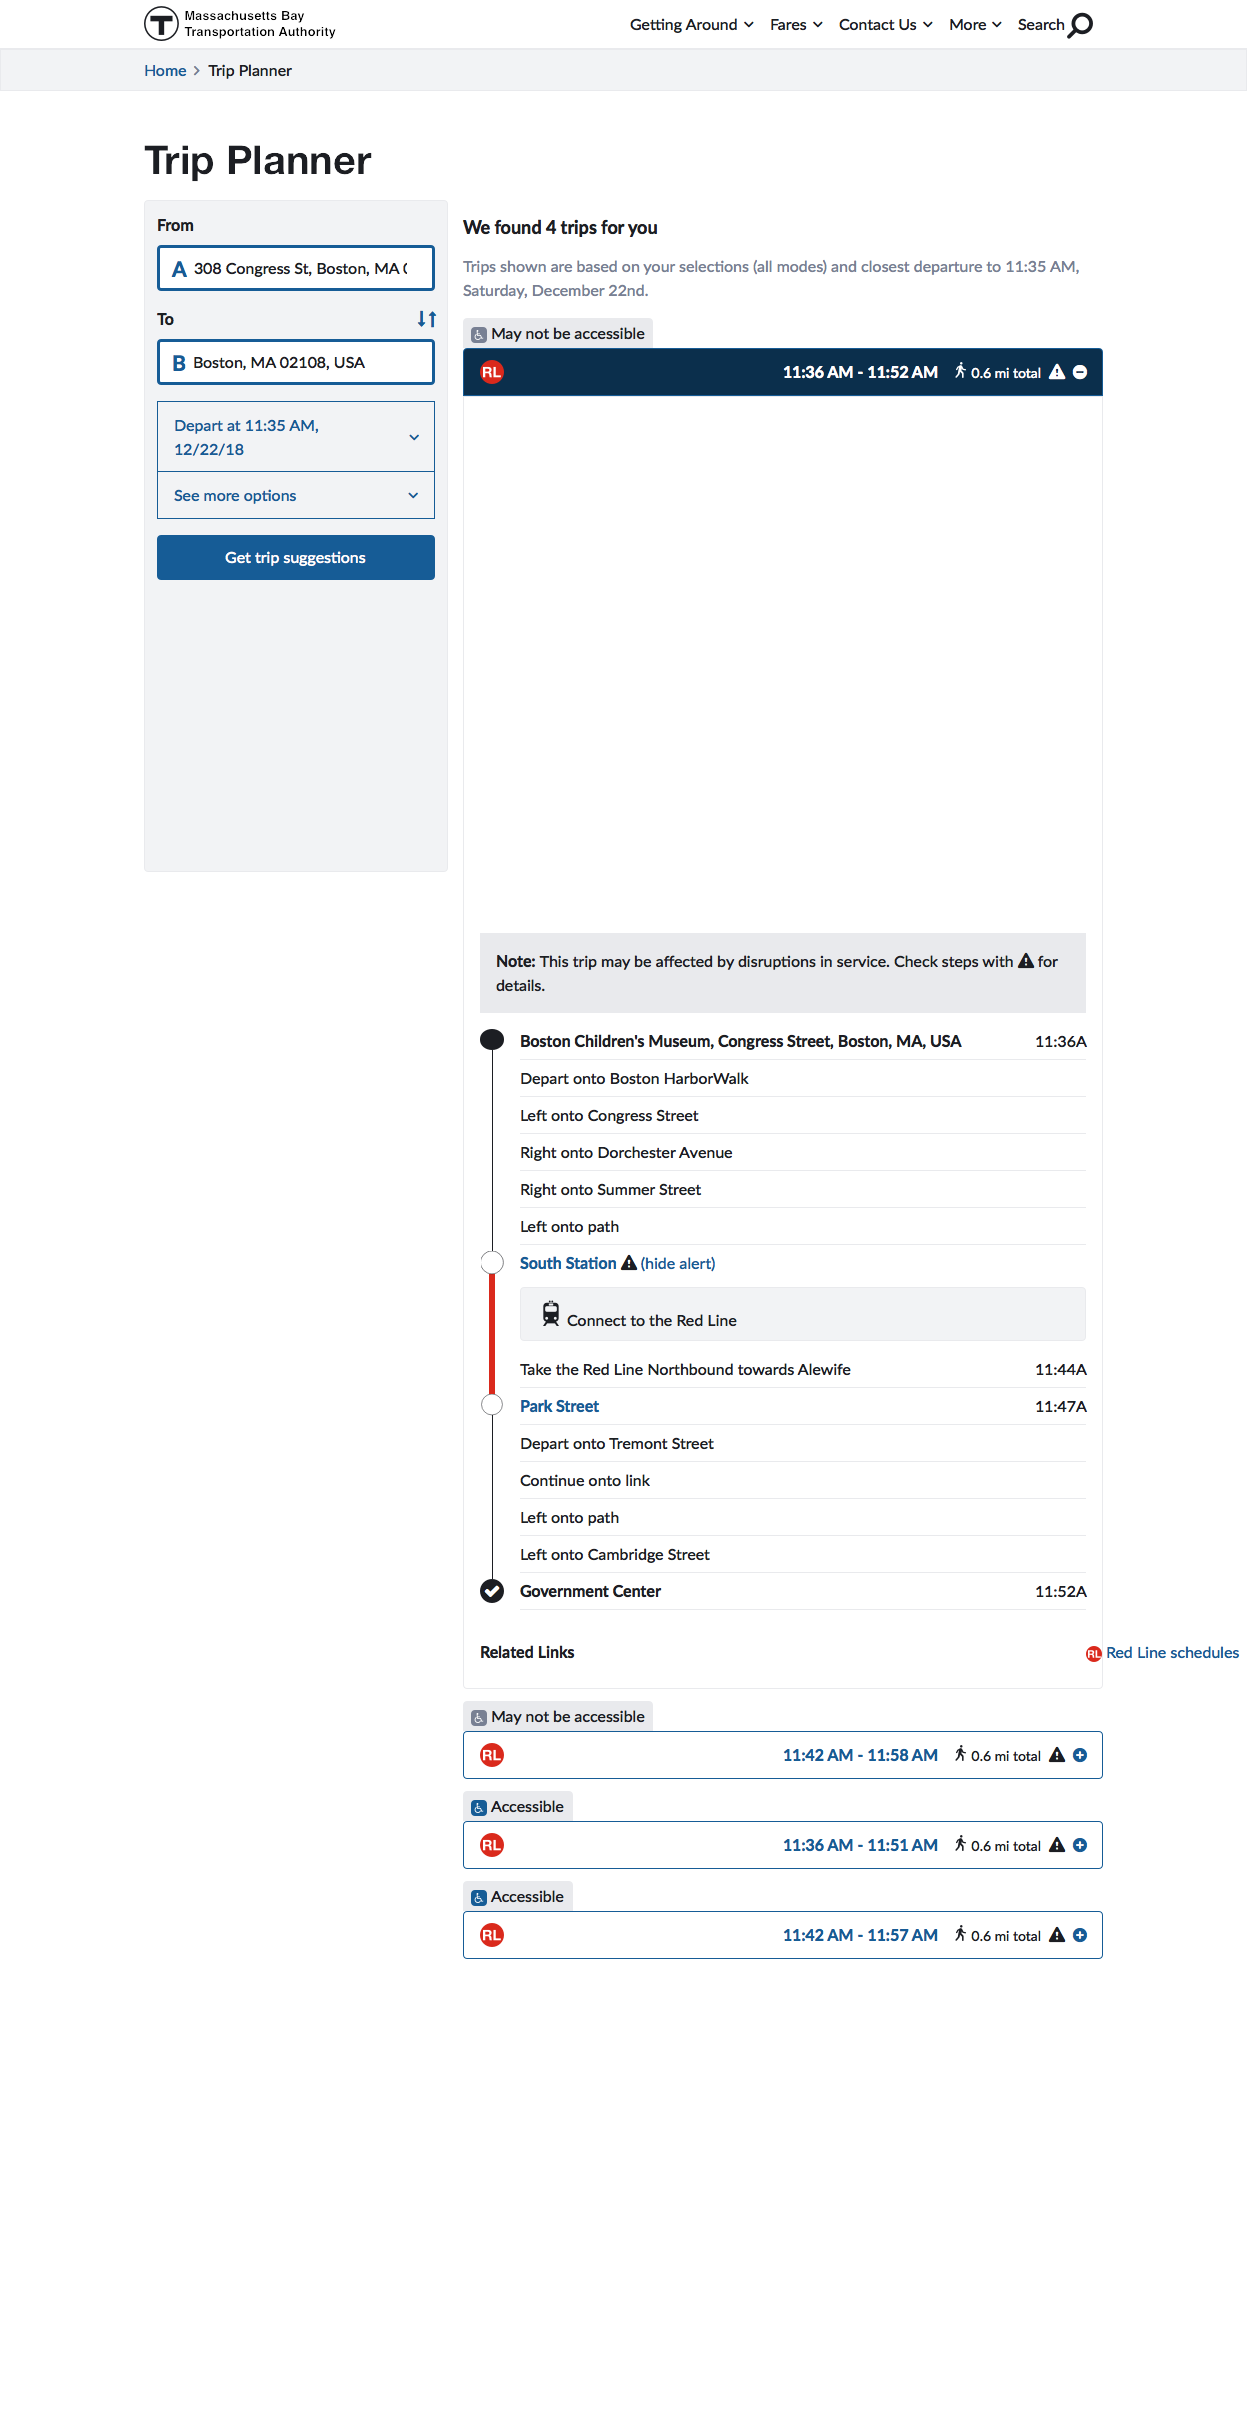 Massachusetts Bay
Transportation Authority
Getting Around Fares Contact Us More Search
Home Trip Planner
Trip Planner
From
A 308 Congress St, Boston, MA
To
B Boston, MA 02108, USA
Depart at 11:35 AM,
12/22/18
See more options
Get trip suggestions
We found 4 trips for you
Trips shown are based on your selections (all modes) and closest departure to 11:35 AM,
Saturday, December 22nd.
May not be accessible
RL 11:36 AM - 11:52 AM 0.6 mi total
Note: This trip may be affected by disruptions in service. Check steps with for
details.
Boston Children's Museum, Congress Street, Boston, MA, USA 11:36A
Depart onto Boston HarborWalk
Left onto Congress Street
Right onto Dorchester Avenue
Right onto Summer Street
Left onto path
South Station (hide alert)
Connect to the Red Line
Take the Red Line Northbound towards Alewife 11:44A
Park Street 11:47A
Depart onto Tremont Street
Continue onto link
Left onto path
Left onto Cambridge Street
Government Center 11:52A
Related Links RL Red Line schedules
May not be accessible
RL 11:42 AM - 11:58 AM 0.6 mi total
Accessible
RL 11:36 AM - 11:51 AM 0.6 mi total
Accessible
RL 11:42 AM - 11:57 AM 0.6 mi total